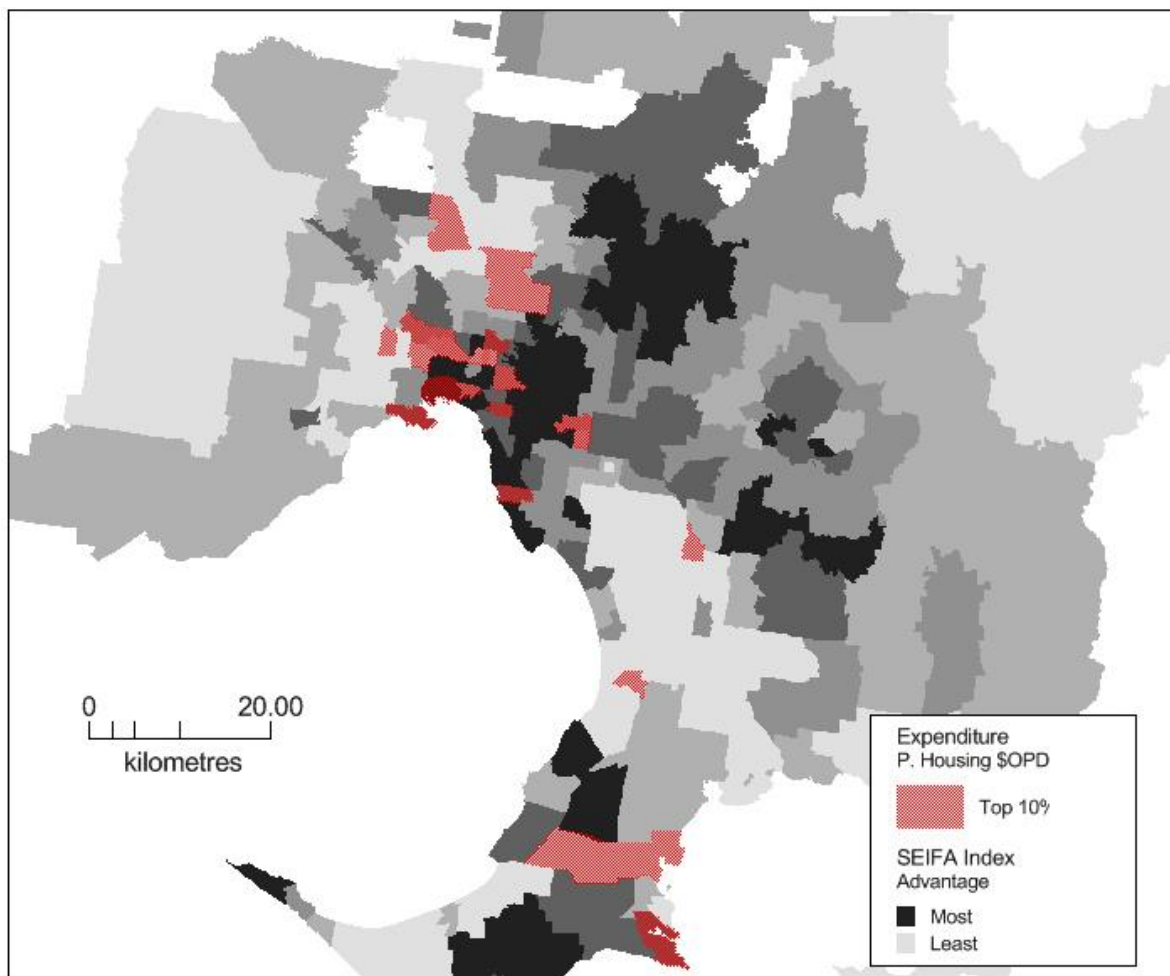 0 20.00
kilometres
Expenditure
P. Housing $OPD
Top 10%
SEIFA Index
Advantage
Most
Least